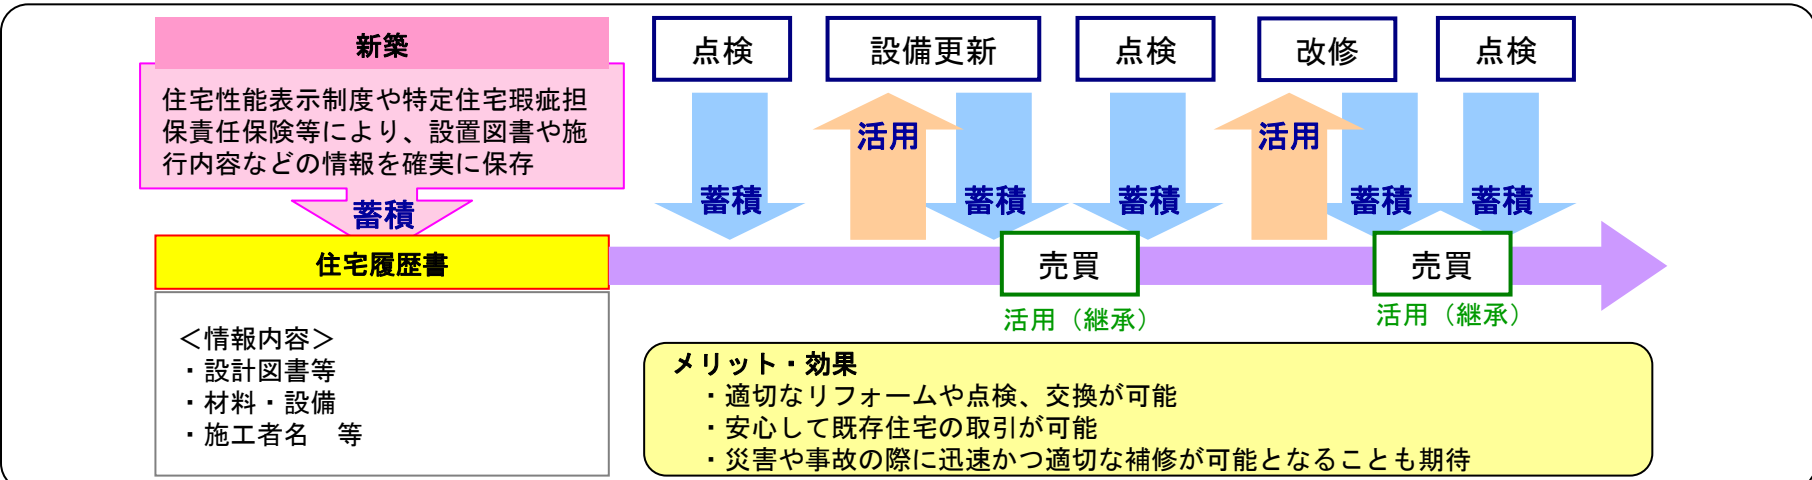 新築
住宅性能表示制度や特定住宅瑕疵担
保責任保険等により、設置図書や施
行内容などの情報を確実に保存
蓄積
住宅履歴書
＜情報内容＞
・設計図書等
・材料・設備
・施工者名　等
点検
設備更新
点検
改修
点検
蓄積
活用
蓄積
蓄積
活用
蓄積
蓄積
売買
活用（継承）
売買
活用（継承）
メリット・効果
・適切なリフォームや点検、交換が可能
・安心して既存住宅の取引が可能
・災害や事故の際に迅速かつ適切な補修が可能となることも期待